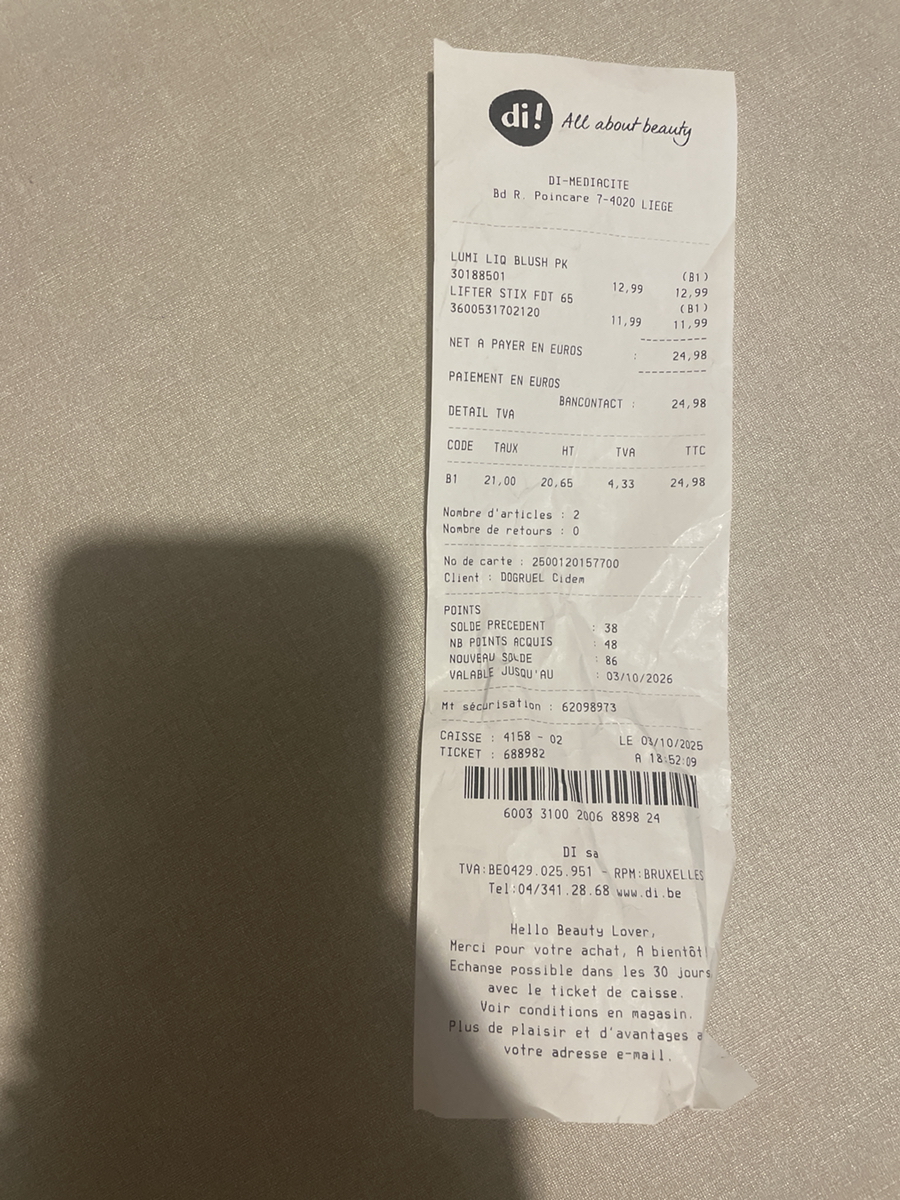 di! All about beauty
DI-MEDIACITE
Bd R. Poincare 7-4020 LIEGE
LUMI LIQ BLUSH PK (B1)
30188501 12,99 12,99
LIFTER STIX FDT 65 (B1)
3600531702120 11,99 11,99
NET A PAYER EN EUROS : 24,98
PAIEMENT EN EUROS
BANCONTACT : 24,98
DETAIL TVA
CODE TAUX HT TVA TTC
B1 21,00 20,65 4,33 24,98
Nombre d'articles : 2
Nombre de retours : 0
No de carte : 2500120157700
Client : DOGRUEL Cidem
POINTS
SOLDE PRECEDENT : 38
NB POINTS ACQUIS : 48
NOUVEAU SOLDE : 86
VALABLE JUSQU'AU : 03/10/2026
Mt sécurisation : 62098973
CAISSE : 4158 - 02 LE 03/10/2025
TICKET : 688982 A 18:52:09
6003 3100 2006 8898 24
DI sa
TVA:BE0429.025.951 - RPM:BRUXELLES
Tel:04/341.28.68 www.di.be
Hello Beauty Lover,
Merci pour votre achat, A bientôt!
Echange possible dans les 30 jours
avec le ticket de caisse.
Voir conditions en magasin.
Plus de plaisir et d'avantages a
votre adresse e-mail.